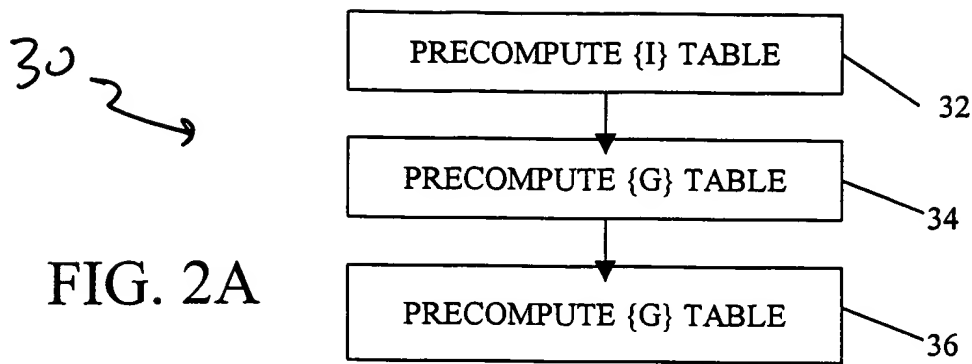 30
PRECOMPUTE {I} TABLE
32
PRECOMPUTE {G} TABLE
34
FIG. 2A
PRECOMPUTE {G} TABLE
36